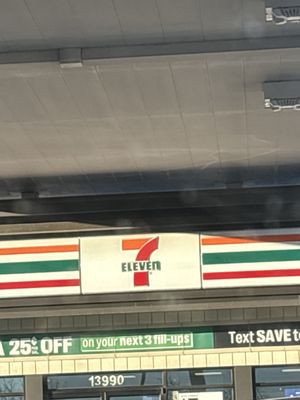 7
ELEVEN
A 25¢ OFF on your next 3 fill-ups Text SAVE to
13990